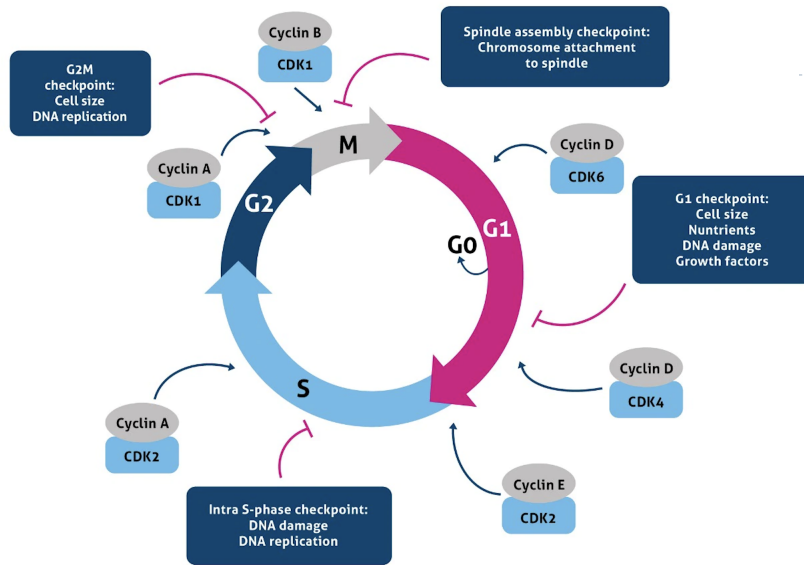 Cyclin B
CDK1
Spindle assembly checkpoint:
Chromosome attachment
to spindle
G2M
checkpoint:
Cell size
DNA replication
M
Cyclin A
CDK1
Cyclin D
CDK6
G2
G1
G0
G1 checkpoint:
Cell size
Nuntrients
DNA damage
Growth factors
S
Cyclin D
CDK4
Cyclin A
CDK2
Cyclin E
CDK2
Intra S-phase checkpoint:
DNA damage
DNA replication